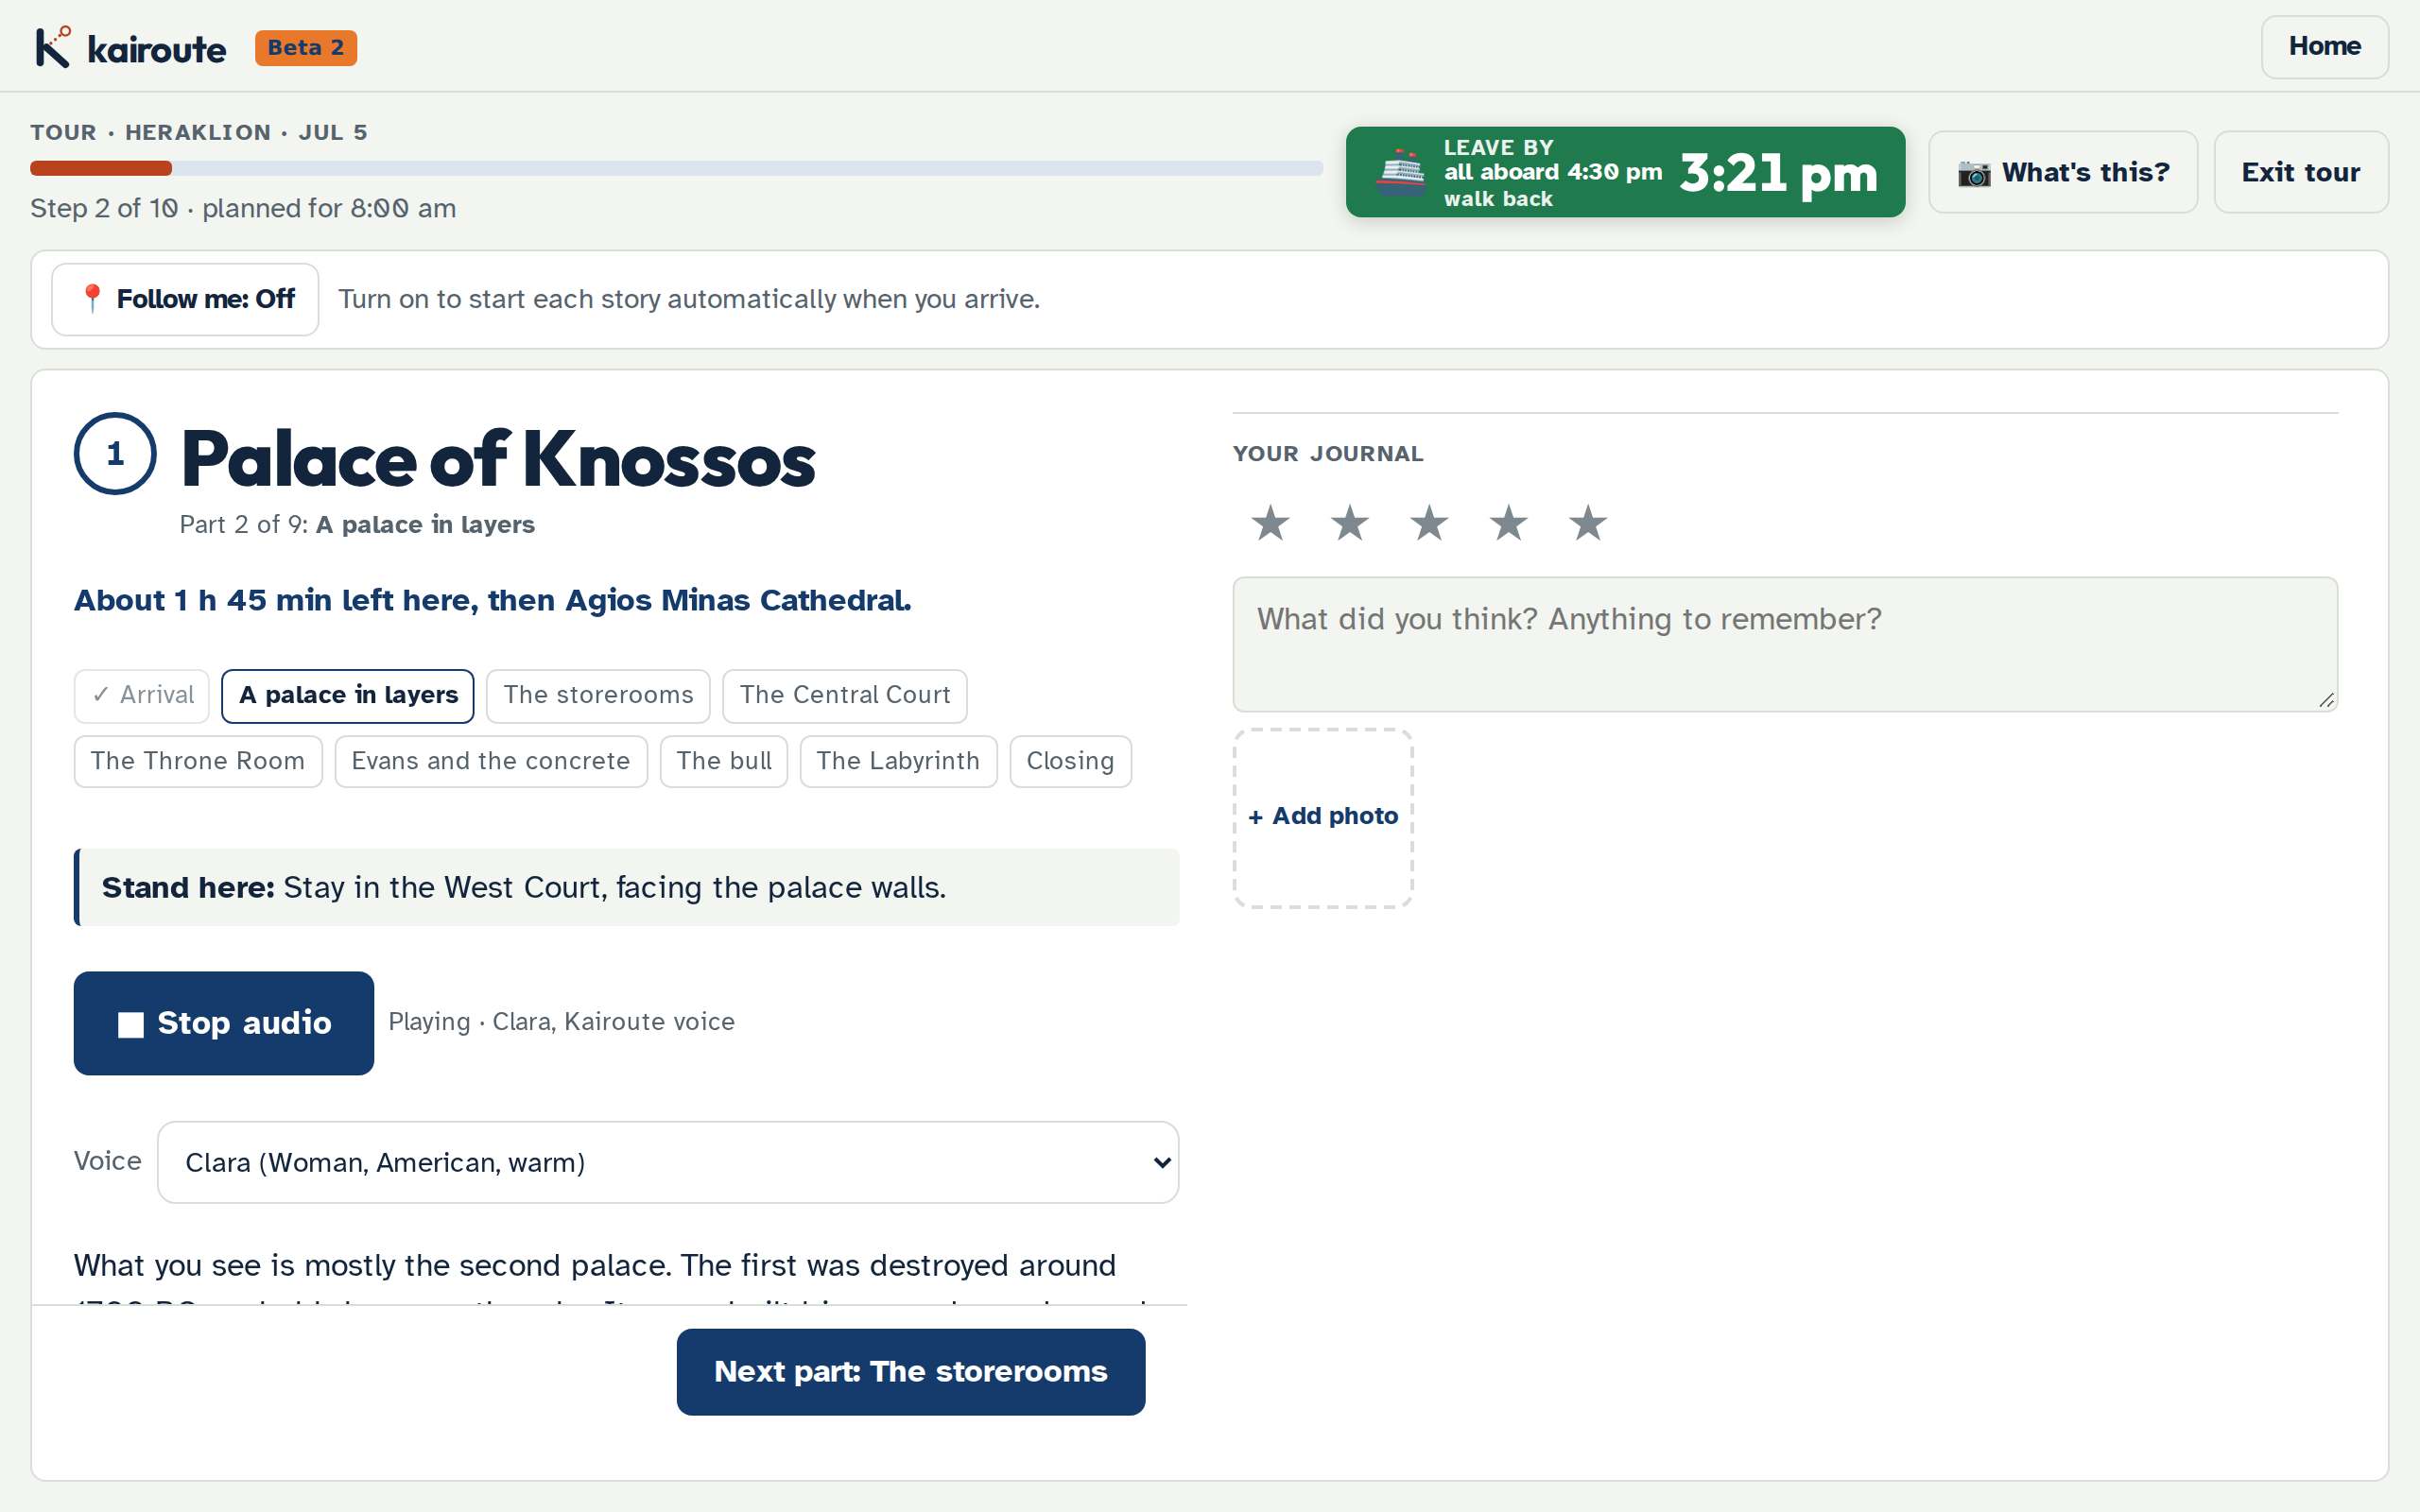 kairoute
Beta 2
Home
TOUR · HERAKLION · JUL 5
Step 2 of 10 · planned for 8:00 am
LEAVE BY
all aboard 4:30 pm
walk back
3:21 pm
What's this?
Exit tour
Follow me: Off
Turn on to start each story automatically when you arrive.
1
Palace of Knossos
Part 2 of 9: A palace in layers
About 1 h 45 min left here, then Agios Minas Cathedral.
✓ Arrival
A palace in layers
The storerooms
The Central Court
The Throne Room
Evans and the concrete
The bull
The Labyrinth
Closing
Stand here: Stay in the West Court, facing the palace walls.
Stop audio
Playing · Clara, Kairoute voice
Voice
Clara (Woman, American, warm)
What you see is mostly the second palace. The first was destroyed around
Next part: The storerooms
YOUR JOURNAL
What did you think? Anything to remember?
+ Add photo